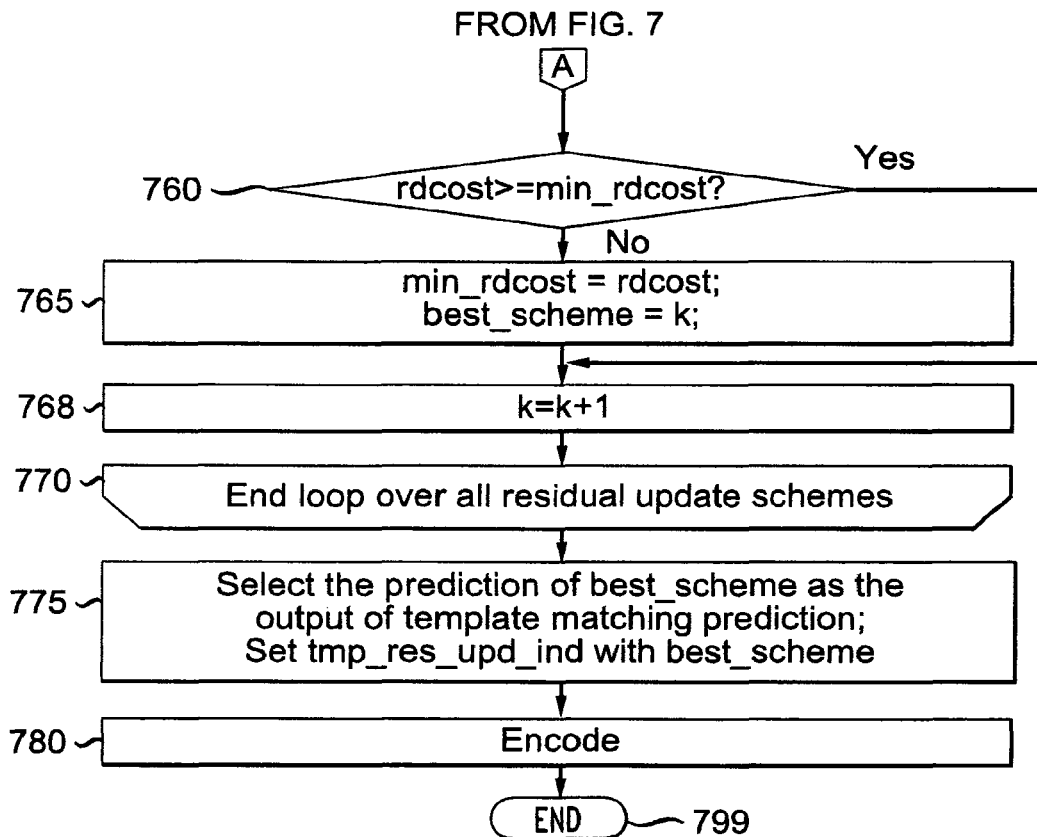 FROM FIG. 7
A
Yes
760
rdcost>=min_rdcost?
No
765
min_rdcost = rdcost;
best_scheme = k;
768
k=k+1
770
End loop over all residual update schemes
775
Select the prediction of best_scheme as the
output of template matching prediction;
Set tmp_res_upd_ind with best_scheme
780
Encode
END
799